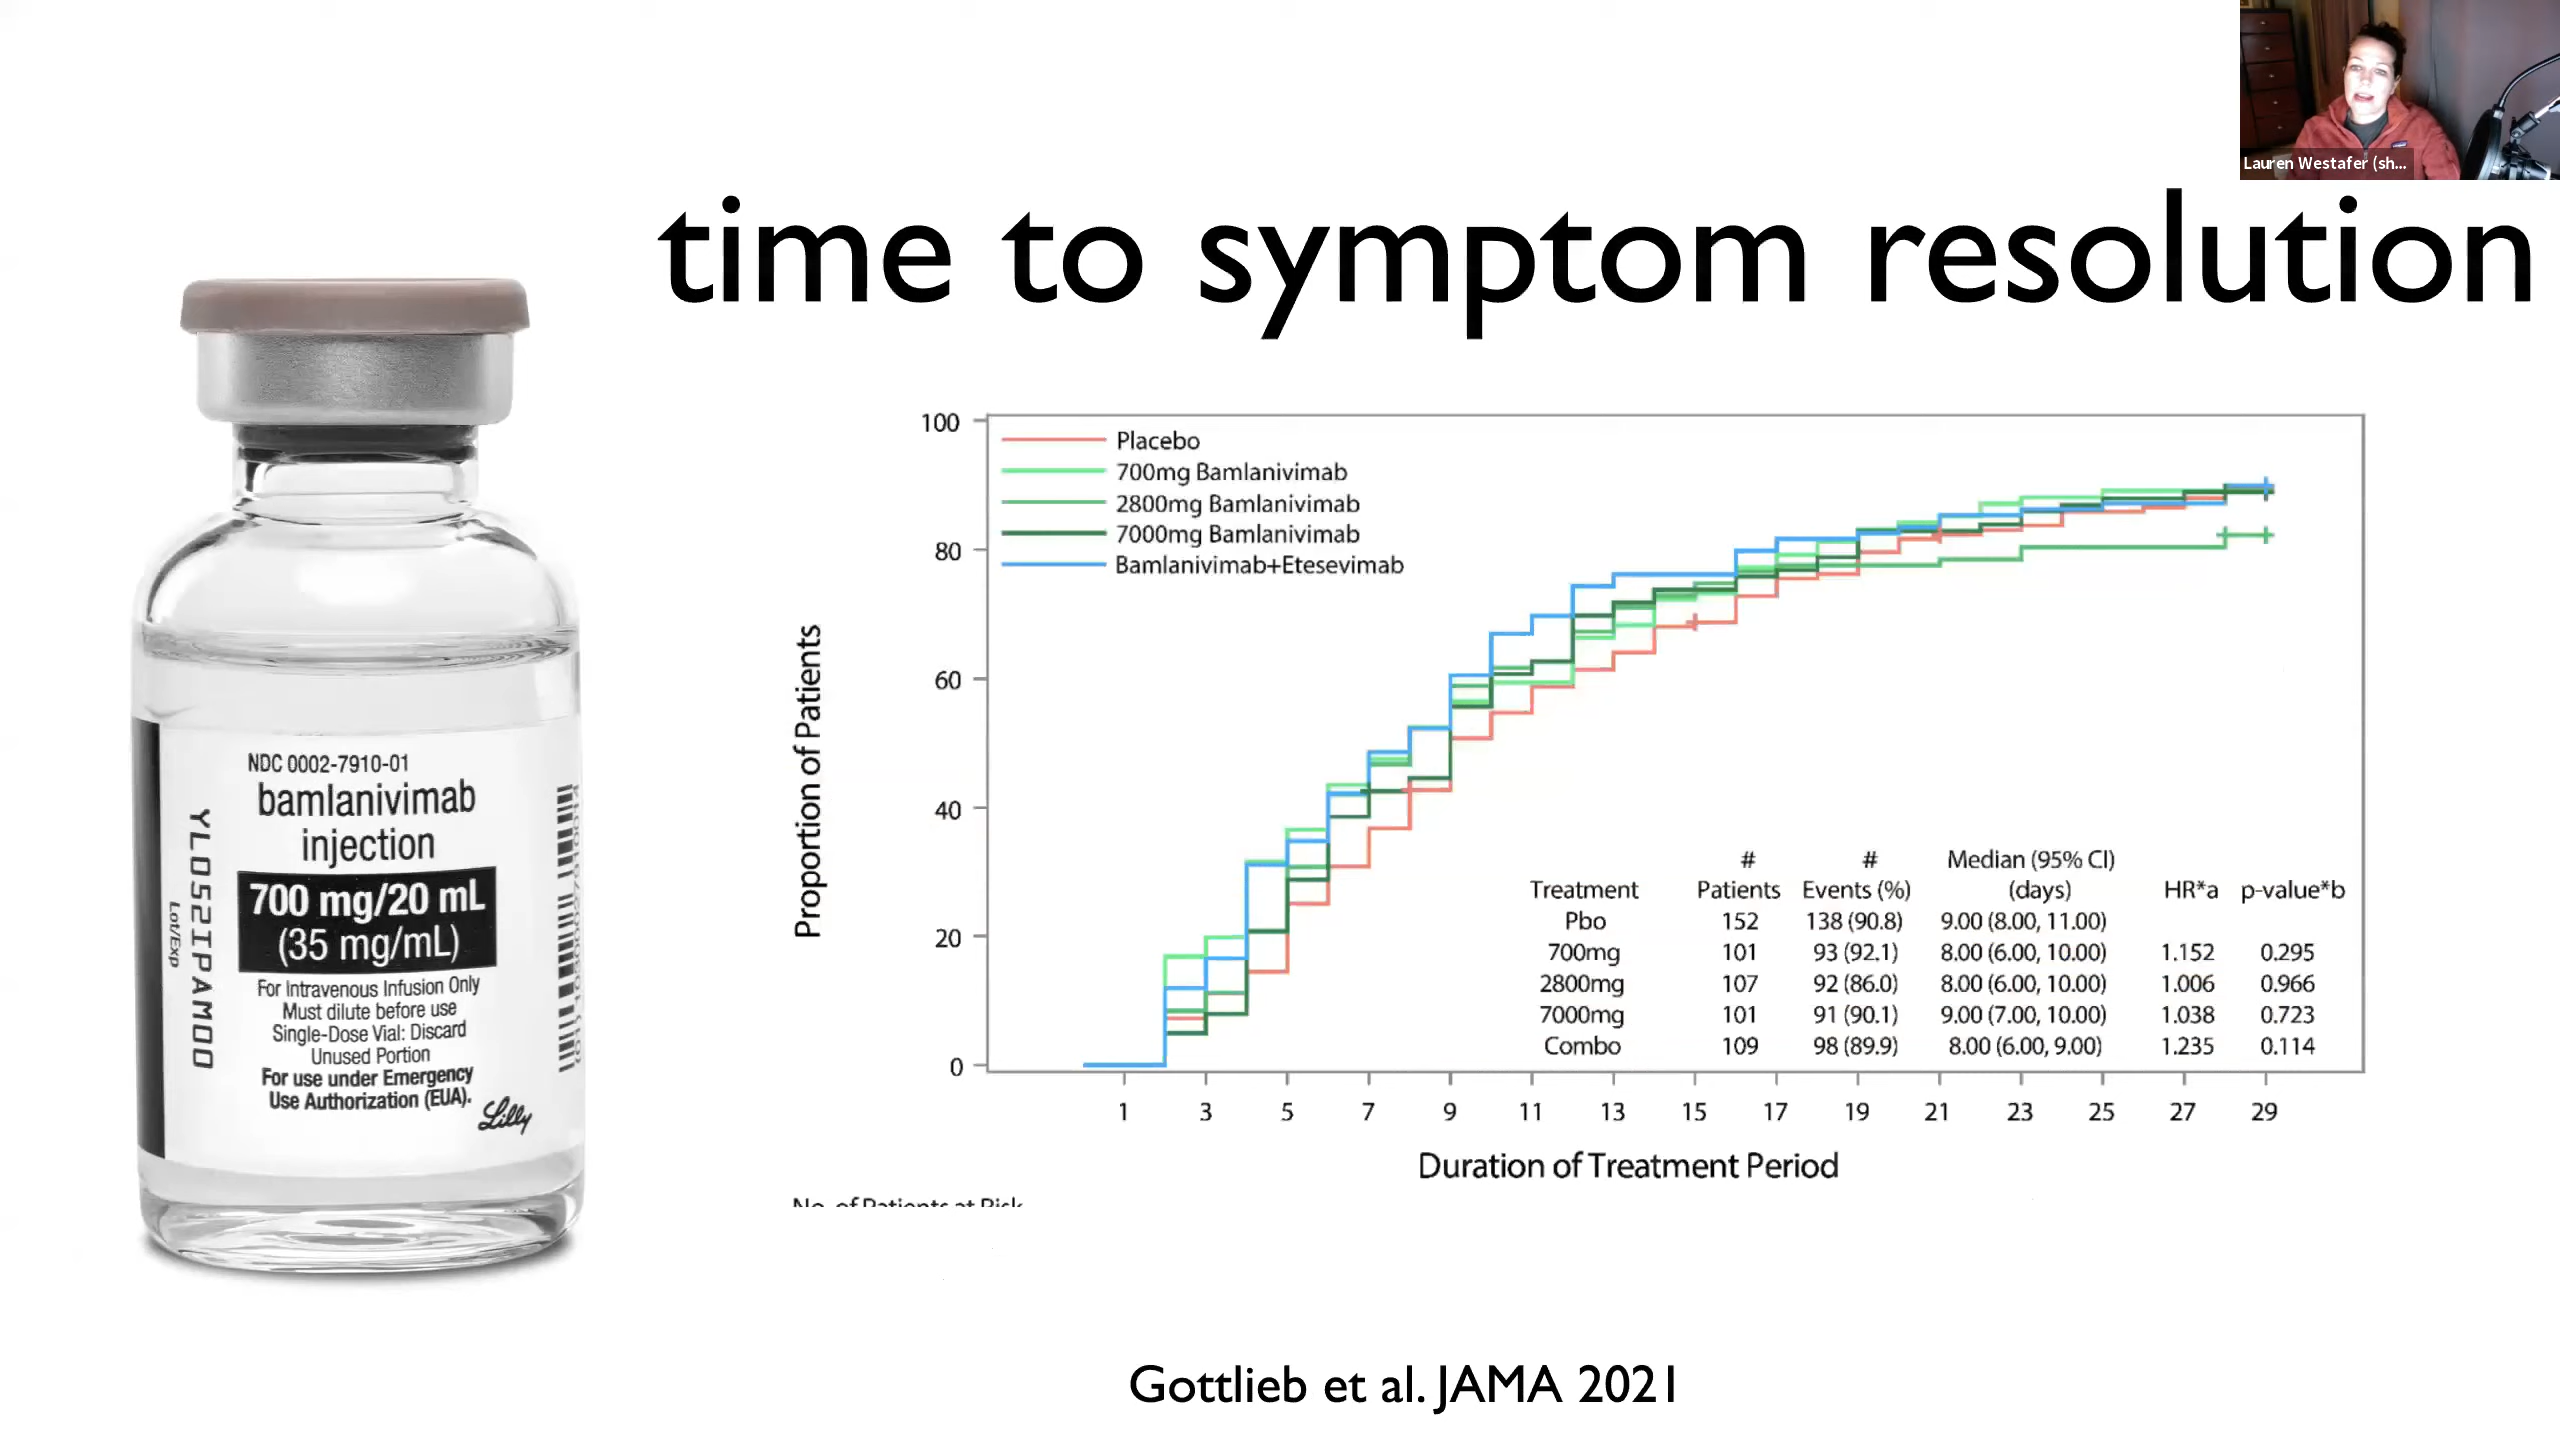 Lauren Westafer (sh...
time to symptom resolution
NDC 0002-7910-01
bamlanivimab
injection
700 mg/20 mL
(35 mg/mL)
For Intravenous Infusion Only
Must dilute before use
Single-Dose Vial: Discard
Unused Portion
For use under Emergency
Use Authorization (EUA).
Lilly
YL052IPAM00
Lot/Exp
Proportion of Patients
100
80
60
40
20
0
Placebo
700mg Bamlanivimab
2800mg Bamlanivimab
7000mg Bamlanivimab
Bamlanivimab+Etesevimab
# # Median (95% CI)
Treatment Patients Events (%) (days) HR*a p-value*b
Pbo 152 138 (90.8) 9.00 (8.00, 11.00)
700mg 101 93 (92.1) 8.00 (6.00, 10.00) 1.152 0.295
2800mg 107 92 (86.0) 8.00 (6.00, 10.00) 1.006 0.966
7000mg 101 91 (90.1) 9.00 (7.00, 10.00) 1.038 0.723
Combo 109 98 (89.9) 8.00 (6.00, 9.00) 1.235 0.114
1 3 5 7 9 11 13 15 17 19 21 23 25 27 29
Duration of Treatment Period
No. of Patients at Risk
Gottlieb et al. JAMA 2021